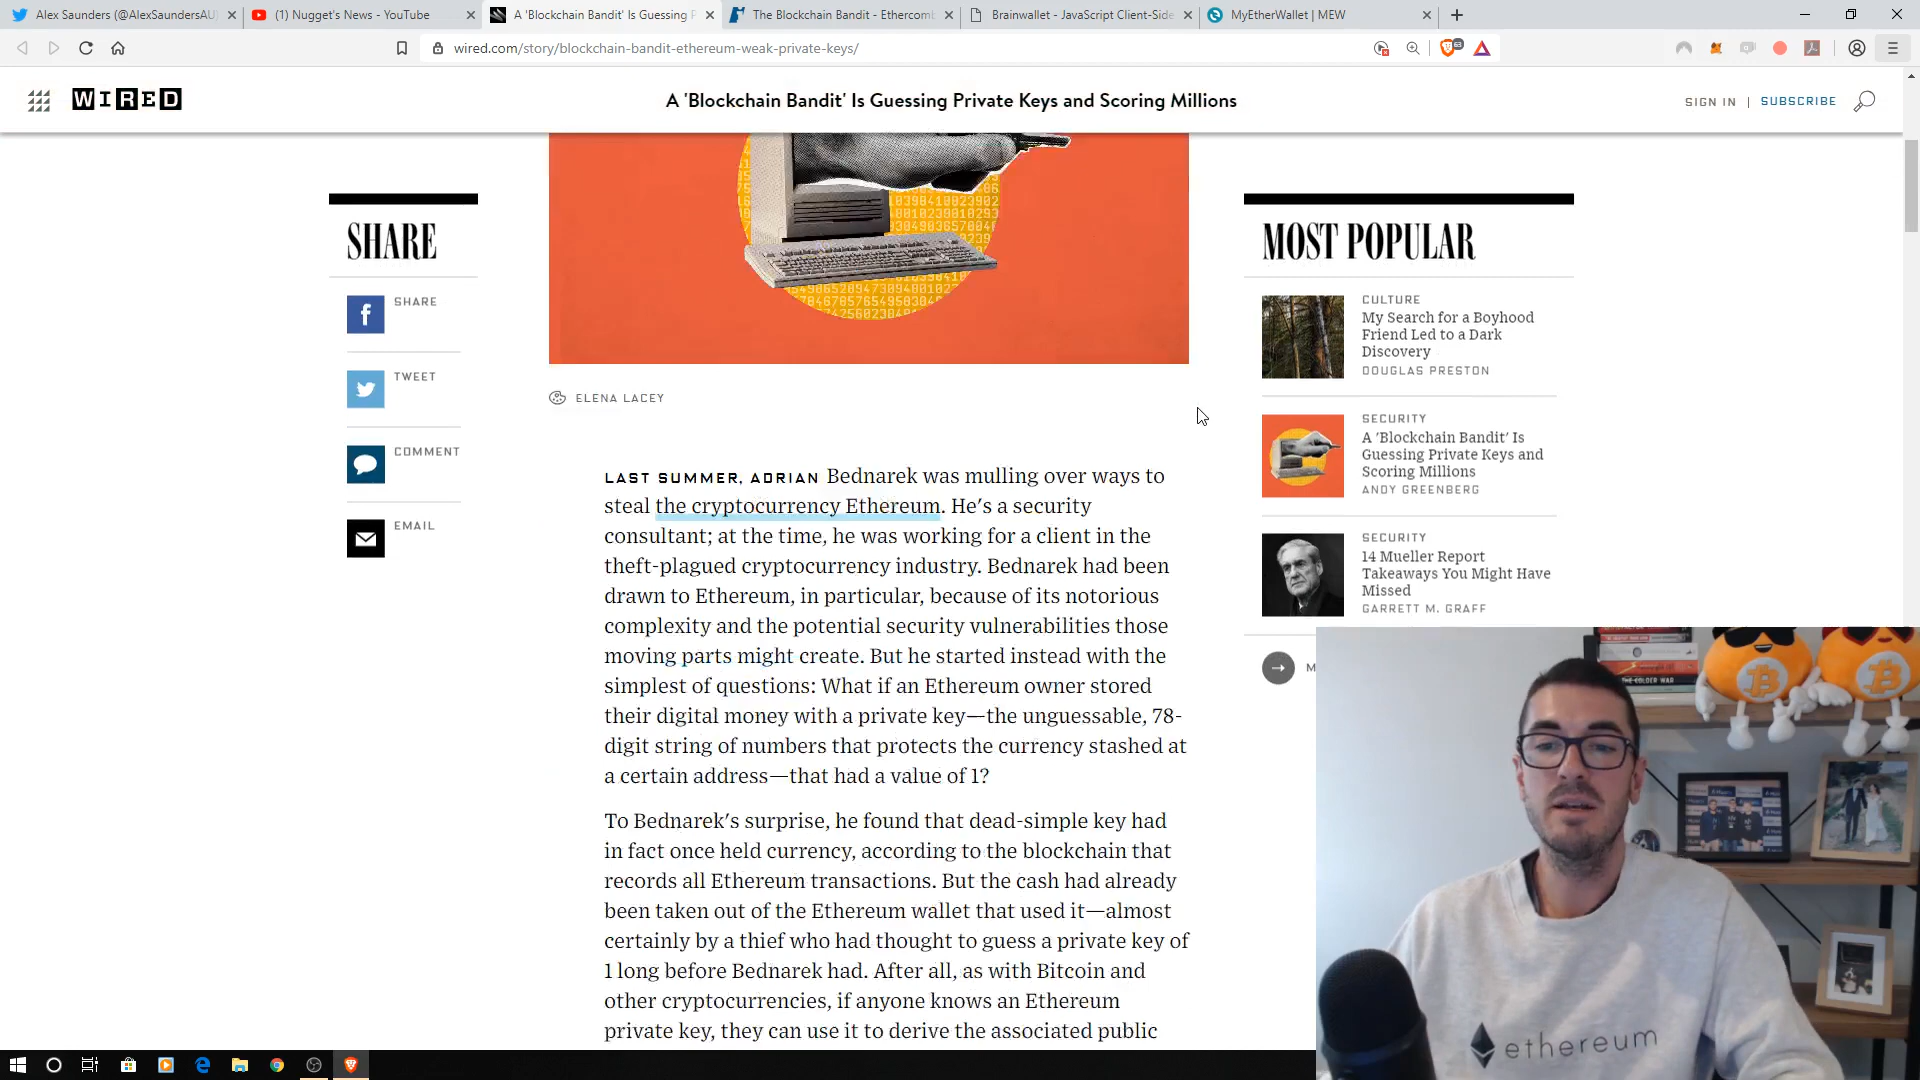 Alex Saunders (@AlexSaundersAU
(1) Nugget's News - YouTube
A 'Blockchain Bandit' Is Guessing P
The Blockchain Bandit - Ethercomb
Brainwallet - JavaScript Client-Side
MyEtherWallet | MEW
wired.com/story/blockchain-bandit-ethereum-weak-private-keys/
WIRED
A 'Blockchain Bandit' Is Guessing Private Keys and Scoring Millions
SIGN IN | SUBSCRIBE
SHARE
SHARE
TWEET
COMMENT
EMAIL
ELENA LACEY
LAST SUMMER, ADRIAN Bednarek was mulling over ways to
steal the cryptocurrency Ethereum. He's a security
consultant; at the time, he was working for a client in the
theft-plagued cryptocurrency industry. Bednarek had been
drawn to Ethereum, in particular, because of its notorious
complexity and the potential security vulnerabilities those
moving parts might create. But he started instead with the
simplest of questions: What if an Ethereum owner stored
their digital money with a private key—the unguessable, 78-
digit string of numbers that protects the currency stashed at
a certain address—that had a value of 1?
To Bednarek's surprise, he found that dead-simple key had
in fact once held currency, according to the blockchain that
records all Ethereum transactions. But the cash had already
been taken out of the Ethereum wallet that used it—almost
certainly by a thief who had thought to guess a private key of
1 long before Bednarek had. After all, as with Bitcoin and
other cryptocurrencies, if anyone knows an Ethereum
private key, they can use it to derive the associated public
MOST POPULAR
CULTURE
My Search for a Boyhood
Friend Led to a Dark
Discovery
DOUGLAS PRESTON
SECURITY
A 'Blockchain Bandit' Is
Guessing Private Keys and
Scoring Millions
ANDY GREENBERG
SECURITY
14 Mueller Report
Takeaways You Might Have
Missed
GARRETT M. GRAFF
M
THE COLDER WAR
ethereum